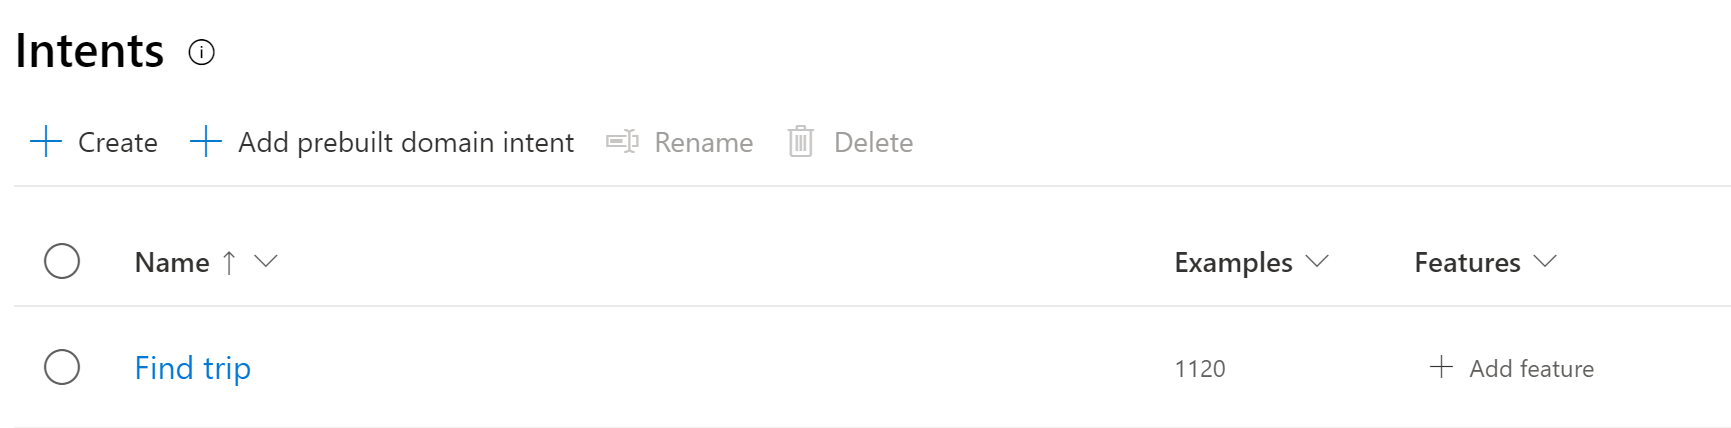 Intents
Create Add prebuilt domain intent Rename Delete
Name Examples Features
Find trip 1120 Add feature